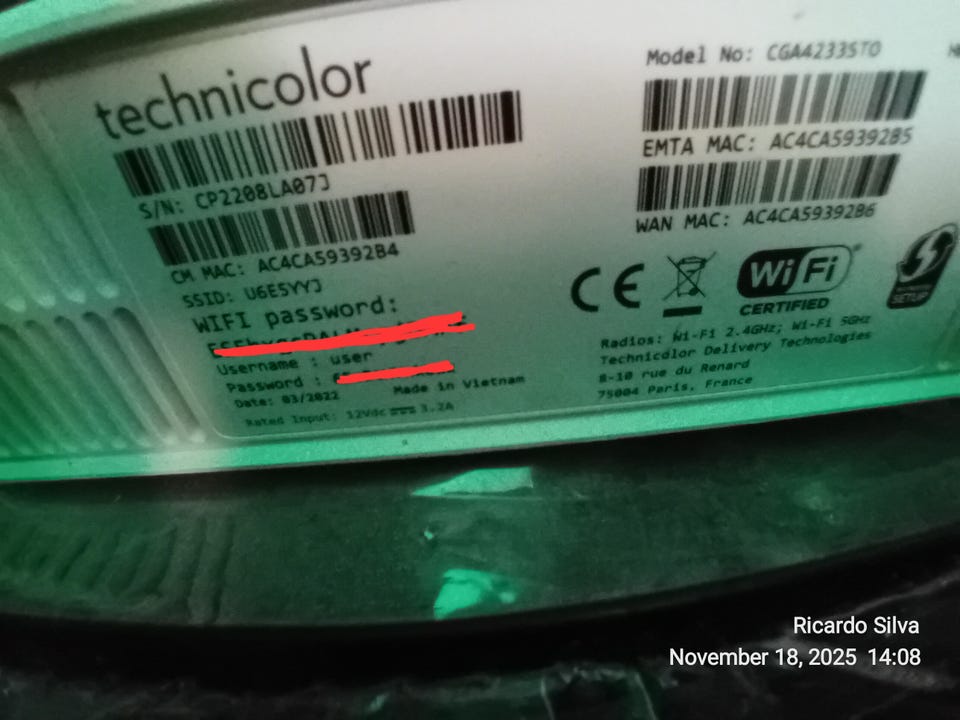 technicolor
S/N: CP2208LA07J
CM MAC: AC4CA59392B4
SSID: U6E5YYJ
WIFI password:
Username : user
Password :
Date: 03/2022 Made in Vietnam
Rated Input: 12Vdc ⎓ 3.2A
Model No: CGA4233STO
EMTA MAC: AC4CA59392B5
WAN MAC: AC4CA59392B6
CE
Wi Fi
CERTIFIED
SETUP
Radios: Wi-Fi 2.4GHz; Wi-Fi 5GHz
Technicolor Delivery Technologies
8-10 rue du Renard
75004 Paris, France
Ricardo Silva
November 18, 2025 14:08